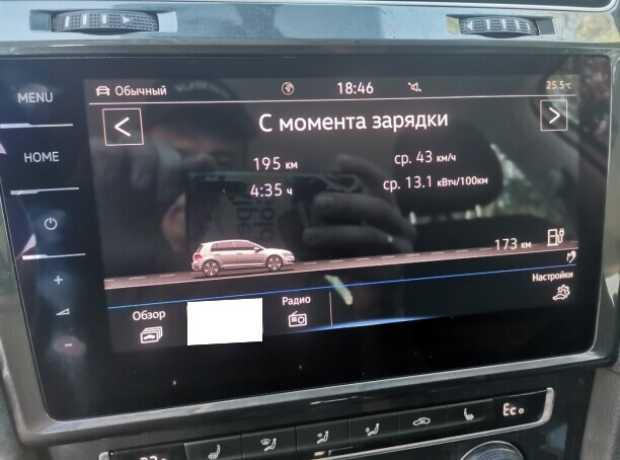 MENU
HOME
Обычный
18:46
25.5°C
С момента зарядки
195 км
ср. 43 км/ч
4:35 ч
ср. 13.1 кВтч/100км
173 км
Настройки
Обзор
Радио
Eco